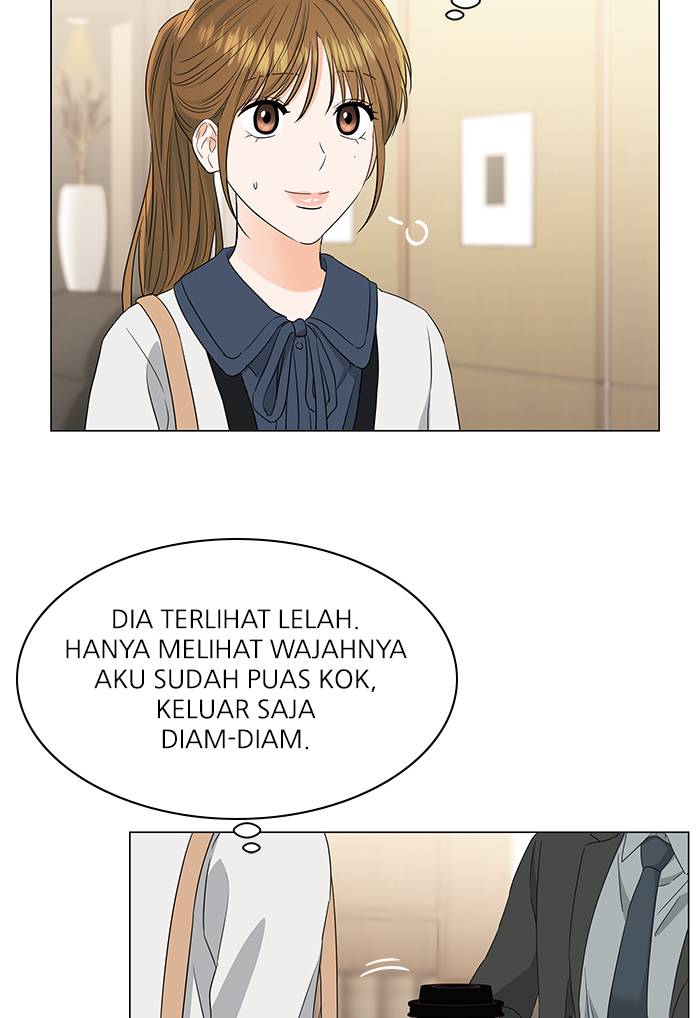 DIA TERLIHAT LELAH.
HANYA MELIHAT WAJAHNYA
AKU SUDAH PUAS KOK,
KELUAR SAJA
DIAM-DIAM.